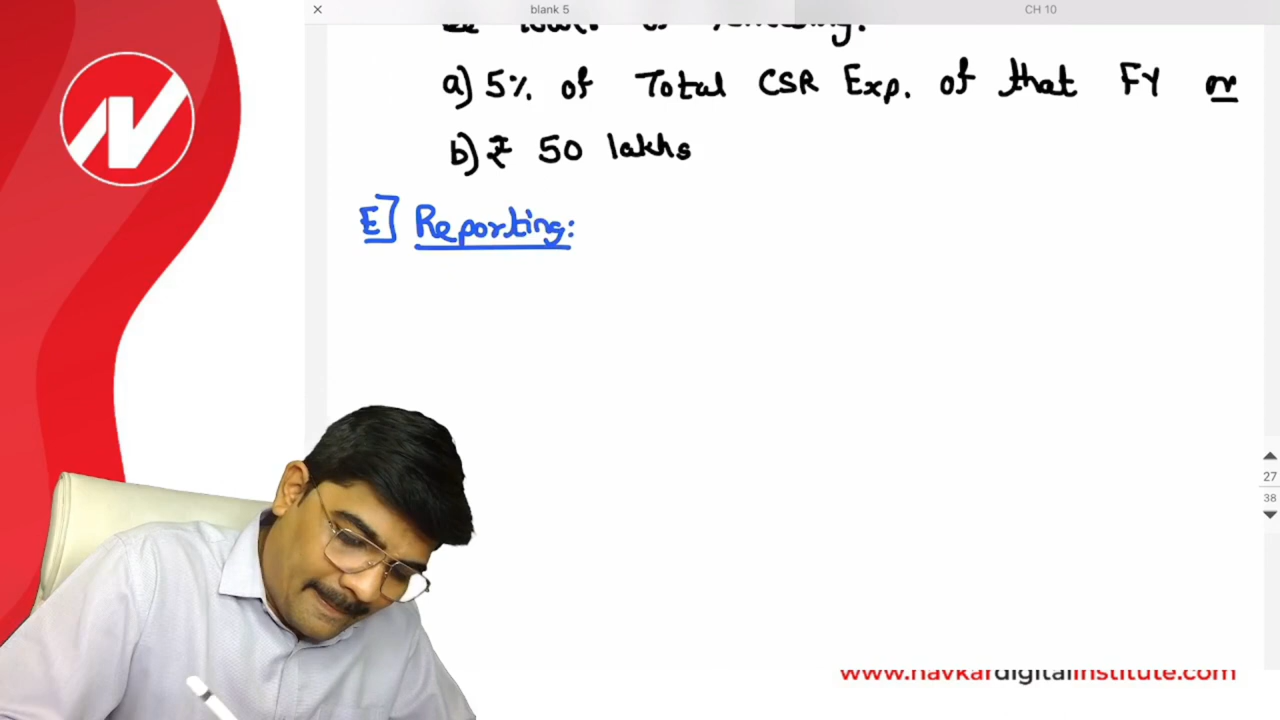 blank 5
CH 10
a) 5% of Total CSR Exp. of that FY or
b) ₹ 50 lakhs
E] Reporting:
27
38
www.navkardigitalinstitute.com